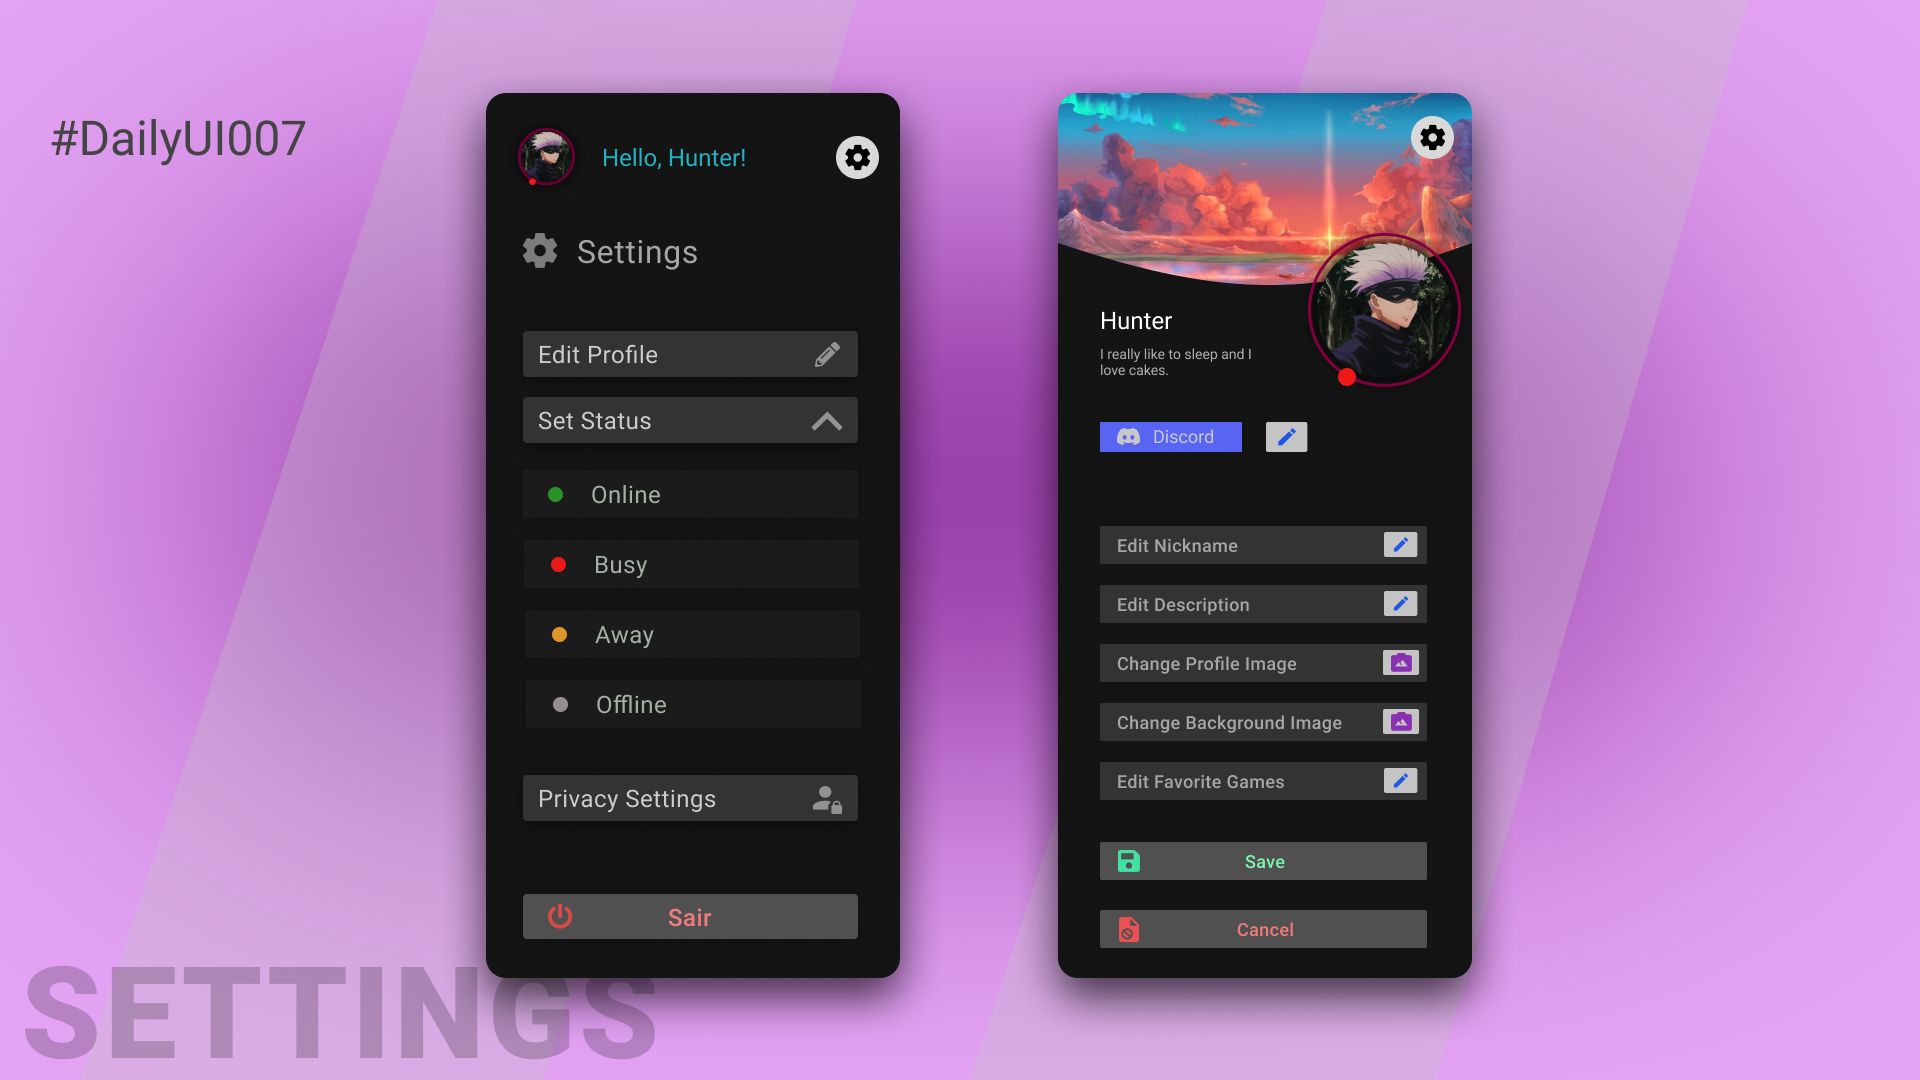 #DailyUI007
Hello, Hunter!
Settings
Edit Profile
Set Status
Online
Busy
Away
Offline
Privacy Settings
Sair
Hunter
I really like to sleep and I
love cakes.
Discord
Edit Nickname
Edit Description
Change Profile Image
Change Background Image
Edit Favorite Games
Save
Cancel
SETTINGS